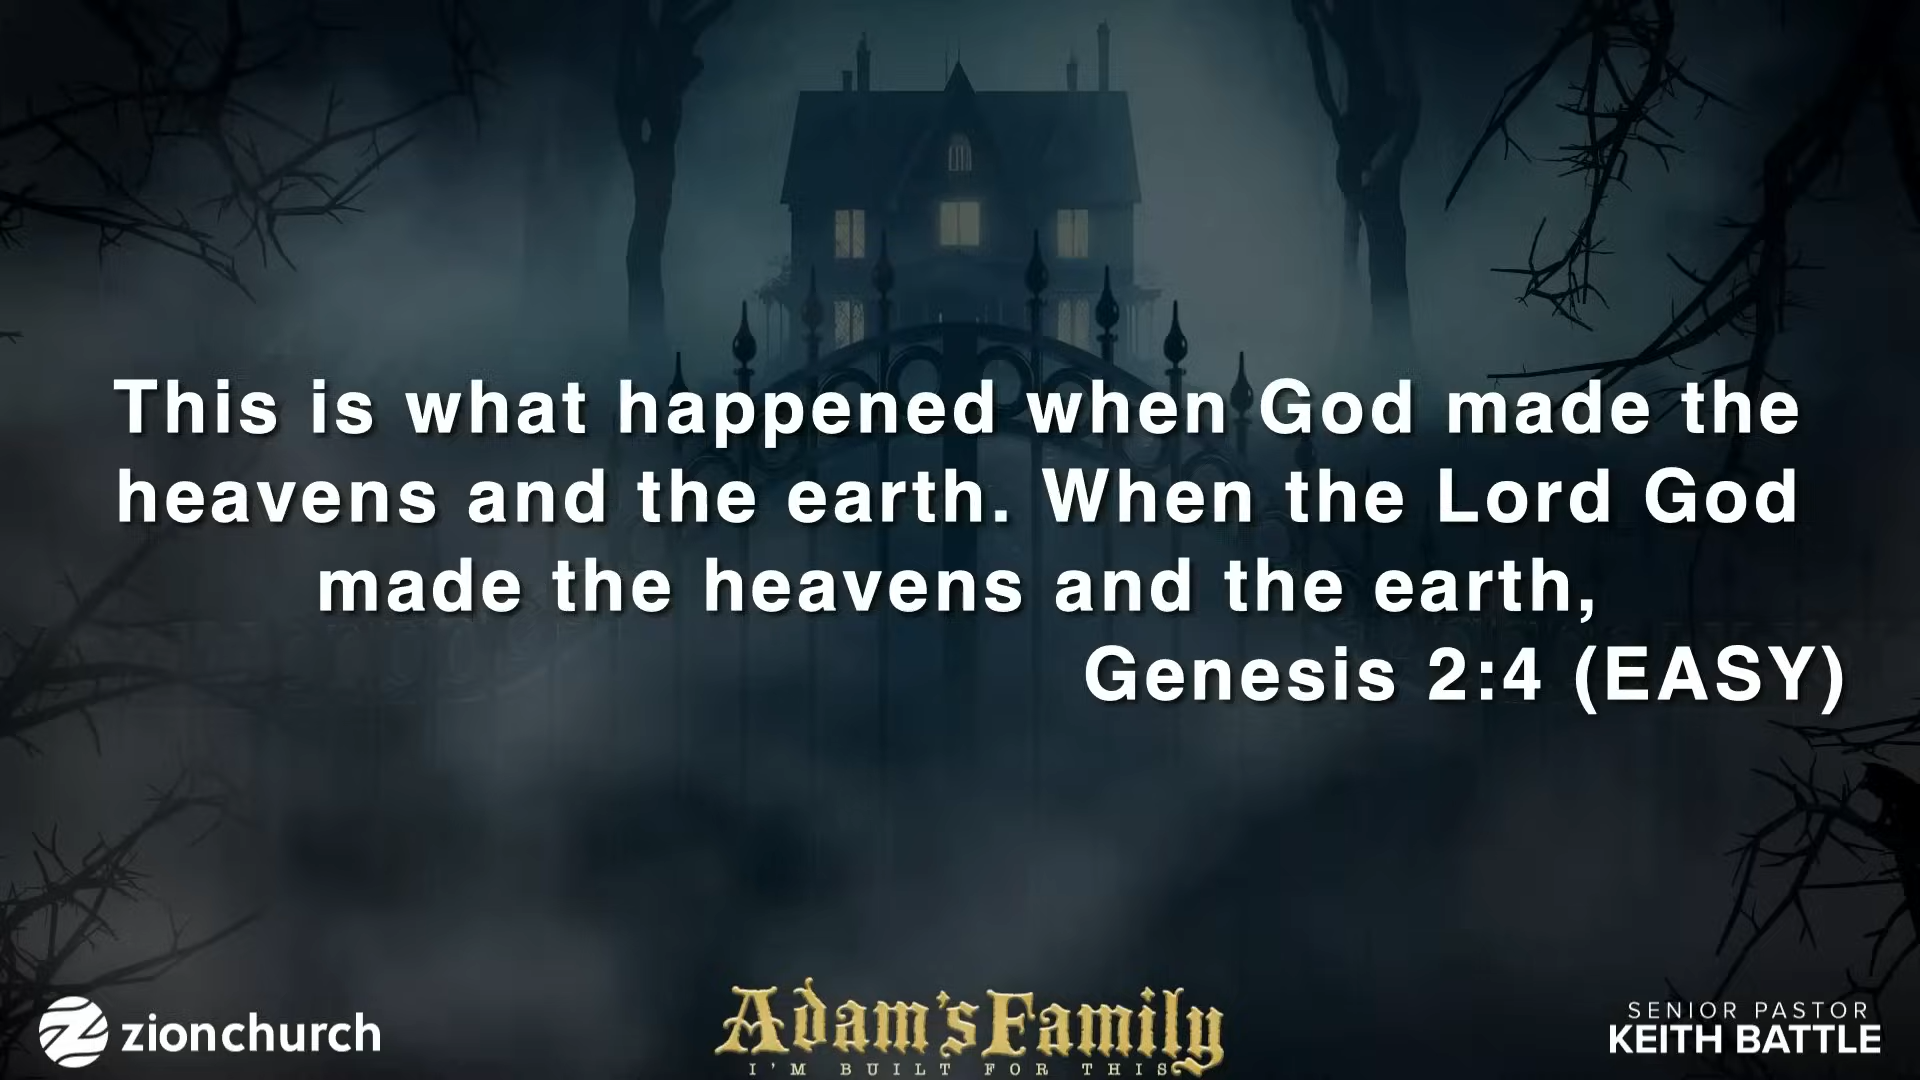 This is what happened when God made the
heavens and the earth. When the Lord God
made the heavens and the earth,
Genesis 2:4 (EASY)
zionchurch
Adam's Family
I'M BUILT FOR THIS
SENIOR PASTOR
KEITH BATTLE